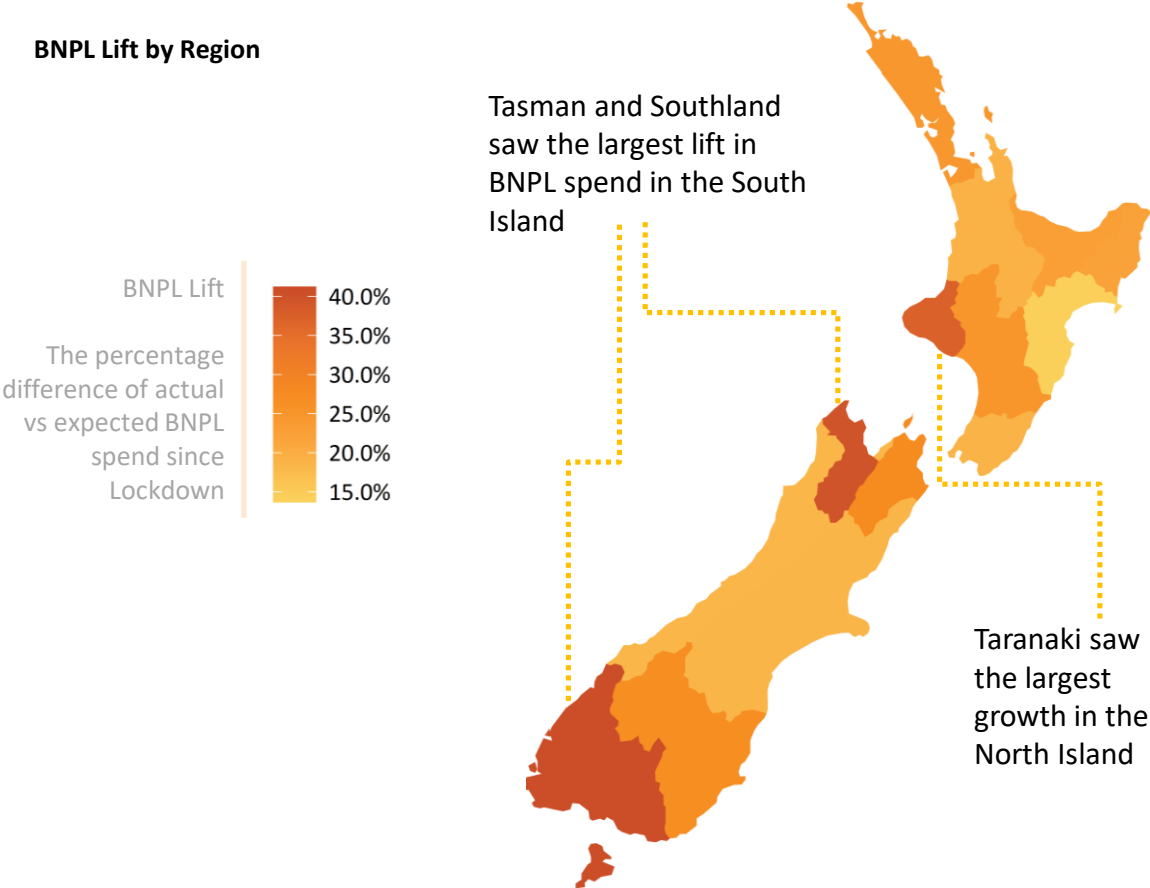 BNPL Lift by Region
Tasman and Southland
saw the largest lift in
BNPL spend in the South
Island
BNPL Lift
The percentage
difference of actual
vs expected BNPL
spend since
Lockdown
40.0%
35.0%
30.0%
25.0%
20.0%
15.0%
Taranaki saw
the largest
growth in the
North Island